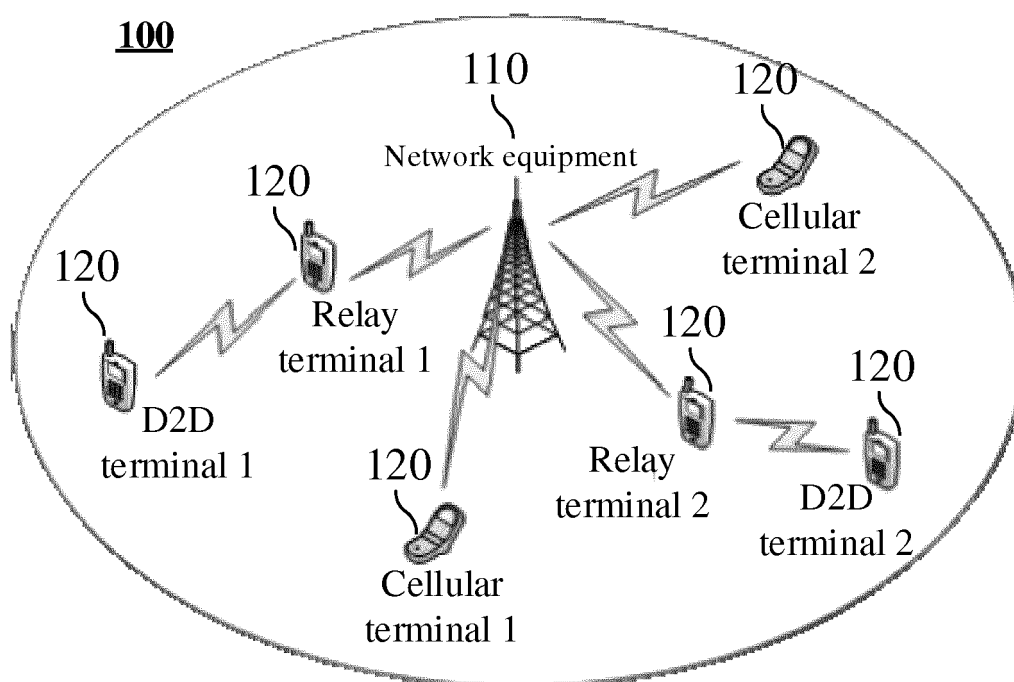 100
110
Network equipment
120
Cellular
terminal 2
120
Relay
terminal 1
120
D2D
terminal 1
120
Relay
terminal 2
120
D2D
terminal 2
120
Cellular
terminal 1